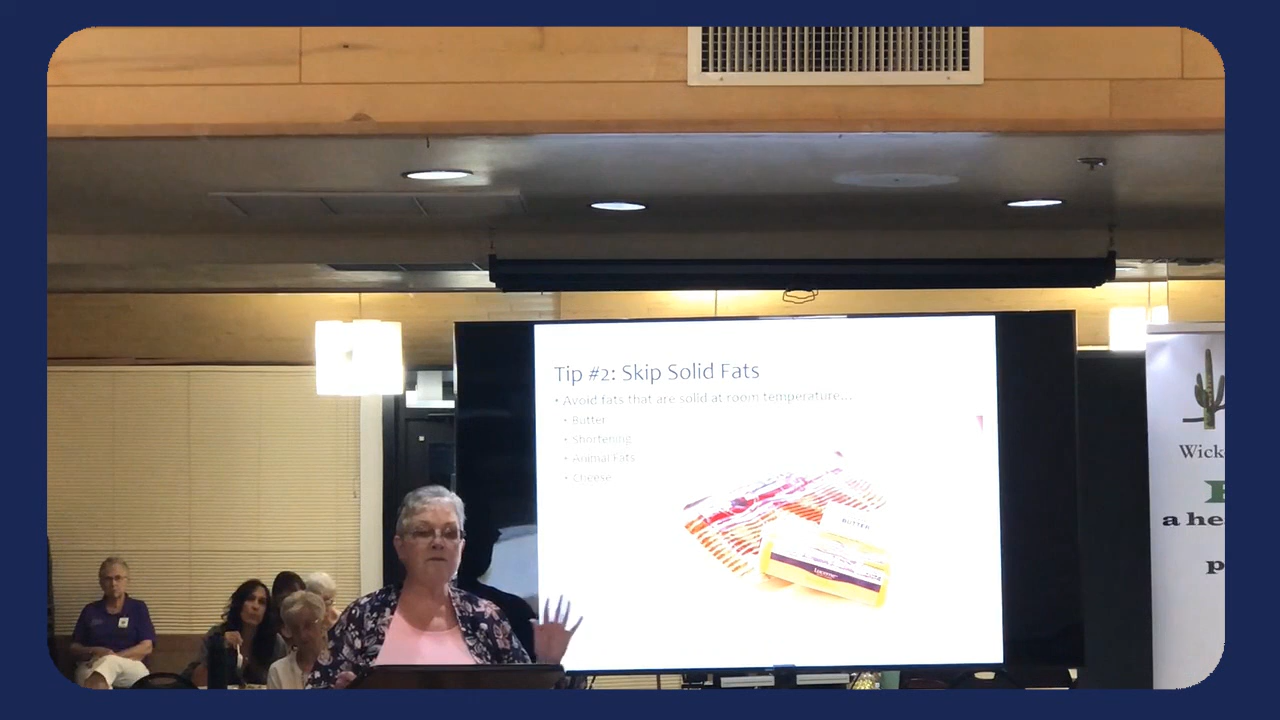 Tip #2: Skip Solid Fats
• Avoid fats that are solid at room temperature...
• Butter
• Shortening
• Animal Fats
• Cheese
BUTTER
Lucerne
Wick
a he
p